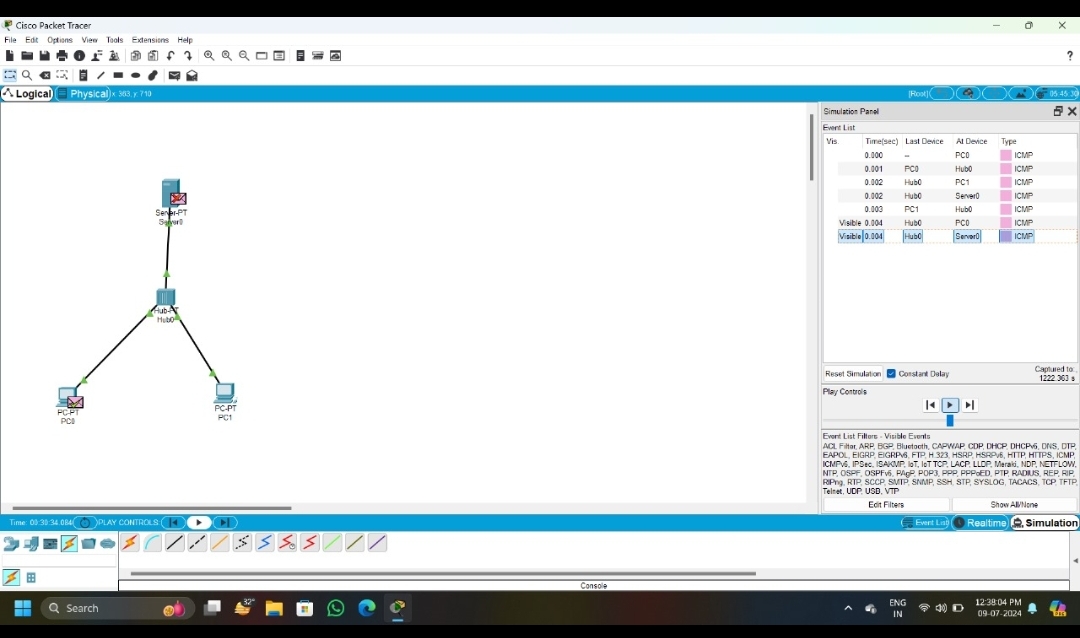 Cisco Packet Tracer
File Edit Options View Tools Extensions Help
?
Logical Physical x: 363, y: 710 [Root] 05:45:30
Simulation Panel
Event List
Vis. Time(sec) Last Device At Device Type
0.000 -- PC0 ICMP
0.001 PC0 Hub0 ICMP
0.002 Hub0 PC1 ICMP
0.002 Hub0 Server0 ICMP
0.003 PC1 Hub0 ICMP
Visible 0.004 Hub0 PC0 ICMP
Visible 0.004 Hub0 Server0 ICMP
Server-PT
Server0
Hub-PT
Hub0
PC-PT
PC0
PC-PT
PC1
Reset Simulation Constant Delay Captured to:
1222.363 s
Play Controls
Event List Filters - Visible Events
ACL Filter, ARP, BGP, Bluetooth, CAPWAP, CDP, DHCP, DHCPv6, DNS, DTP,
EAPOL, EIGRP, EIGRPv6, FTP, H.323, HSRP, HSRPv6, HTTP, HTTPS, ICMP,
ICMPv6, IPSec, ISAKMP, IoT, IoT TCP, LACP, LLDP, Meraki, NDP, NETFLOW,
NTP, OSPF, OSPFv6, PAgP, POP3, PPP, PPPoED, PTP, RADIUS, REP, RIP,
RIPng, RTP, SCCP, SMTP, SNMP, SSH, STP, SYSLOG, TACACS, TCP, TFTP,
Telnet, UDP, USB, VTP
Edit Filters Show All/None
Time: 00:39:34.084 PLAY CONTROLS: Event List Realtime Simulation
Console
Search 32° ENG
IN 12:38:04 PM
09-07-2024